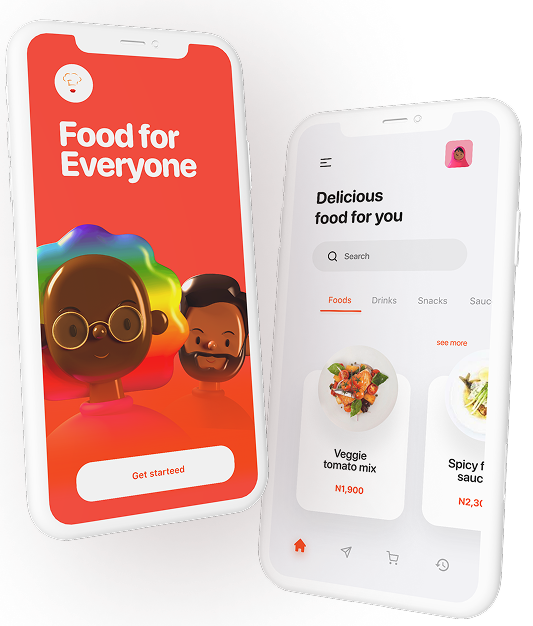 Food for
Everyone
Get starteed
Delicious
food for you
Search
Foods
Drinks
Snacks
Sauc
see more
Veggie
tomato mix
N1,900
Spicy f
sauc
N2,30